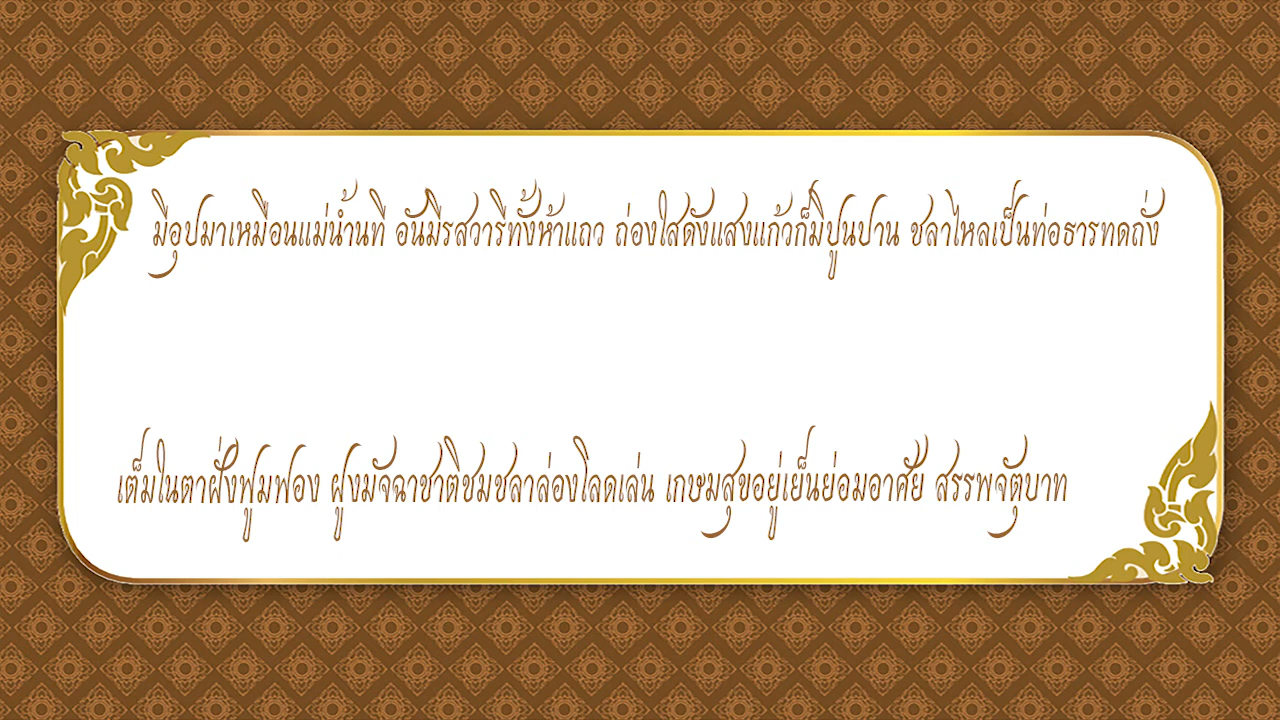 มีอุปมาเหมือนแม่น้ำนที อันมีรสวารีทั้งห้าแถว ถ่องใสดังแสงแก้วก็มิปูนปาน ชลาไหลเป็นท่อธารทดถั่ง
เต็มในตาฝั่งฟูมฟอง ฝูงมัจฉาชาติชมชลาล่องโลดเล่น เกษมสุขอยู่เย็นย่อมอาศัย สรรพจัตุบาท